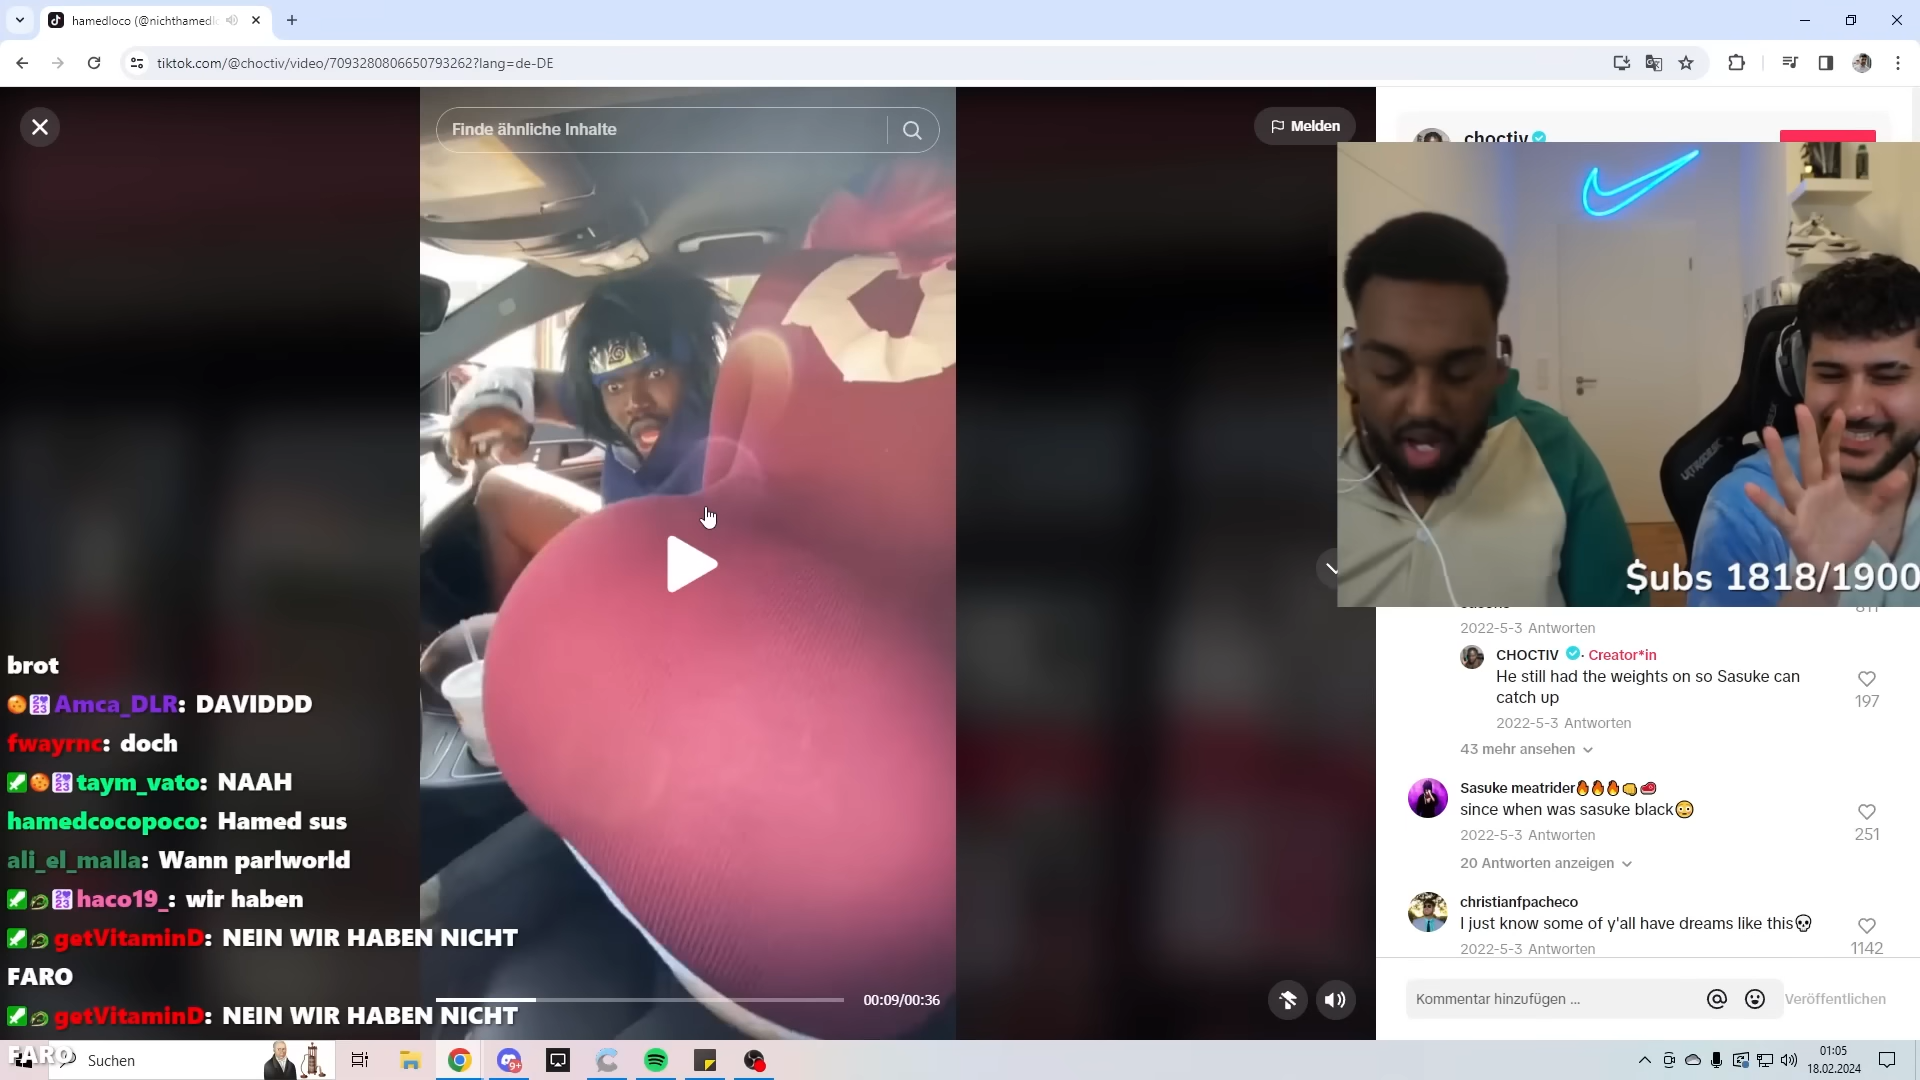 hamedloco (@nichthamedl
tiktok.com/@choctiv/video/7093280806650793262?lang=de-DE
Finde ähnliche Inhalte
Melden
choctiv
$ubs 1818/1900
2022-5-3 Antworten
CHOCTIV · Creator*in
He still had the weights on so Sasuke can
catch up
197
2022-5-3 Antworten
43 mehr ansehen
Sasuke meatrider🔥🔥🔥👊🥩
since when was sasuke black😳
251
2022-5-3 Antworten
20 Antworten anzeigen
christianfpacheco
I just know some of y'all have dreams like this💀
1142
2022-5-3 Antworten
Kommentar hinzufügen ...
Veröffentlichen
brot
Amca_DLR: DAVIDDD
fwayrnc: doch
taym_vato: NAAH
hamedcocopoco: Hamed sus
ali_el_malla: Wann parlworld
haco19_: wir haben
getVitaminD: NEIN WIR HABEN NICHT
FARO
getVitaminD: NEIN WIR HABEN NICHT
FARO
00:09/00:36
Suchen
9+
01:05
18.02.2024